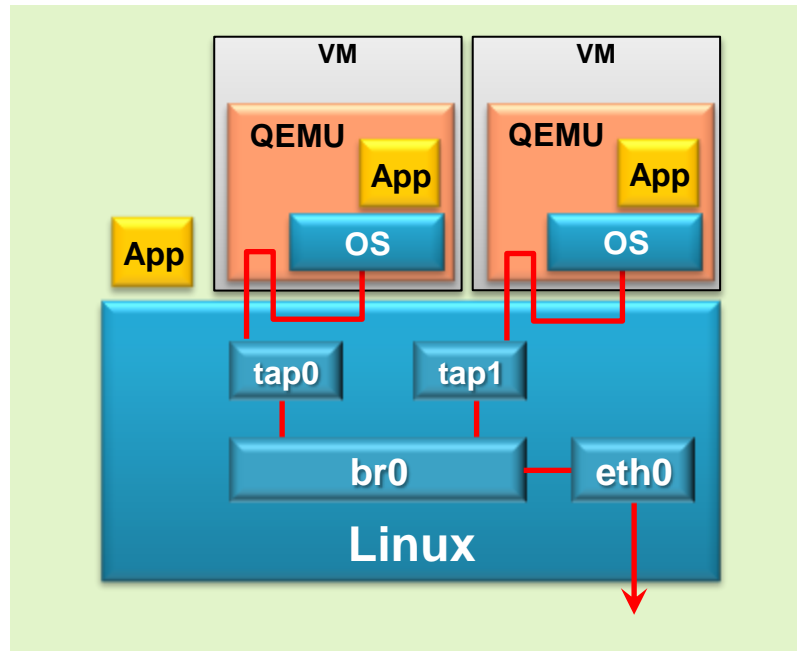 VM
VM
QEMU
QEMU
App
App
OS
OS
App
tap0
tap1
br0
eth0
Linux